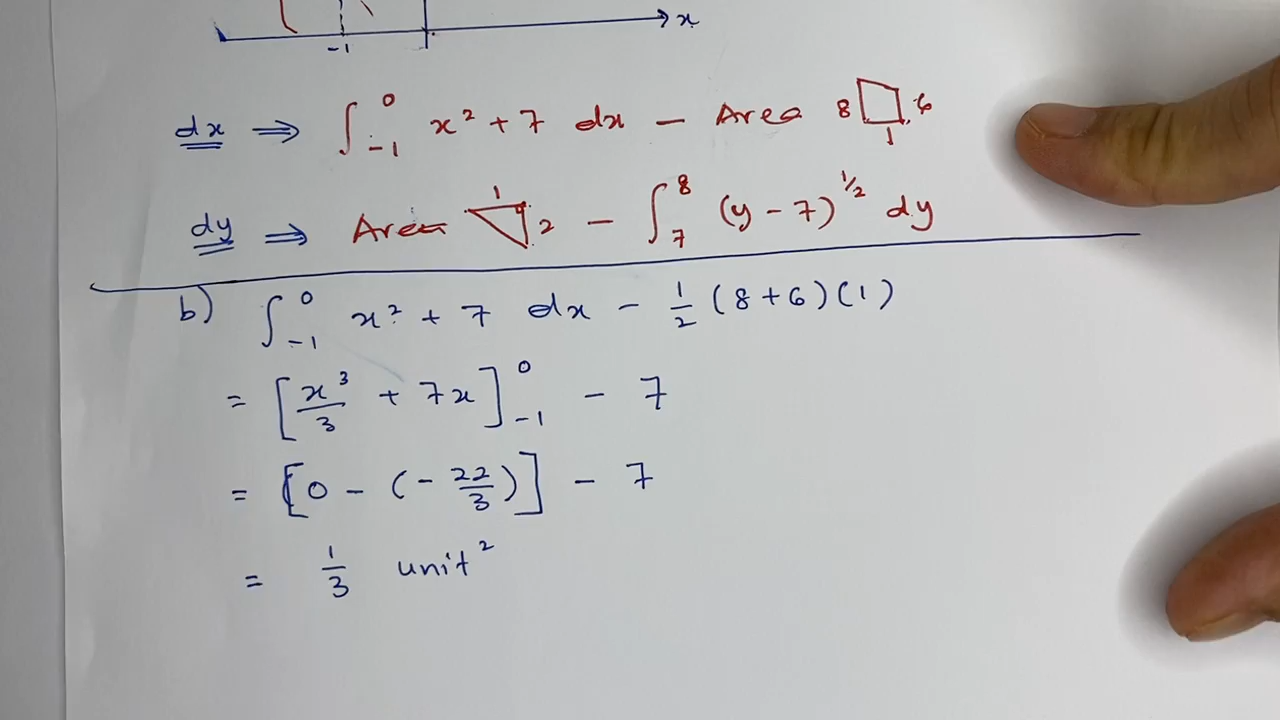 x
-1
dx ⇒ ∫₋₁⁰ x² + 7 dx - Area 8 6 1
dy ⇒ Area 1 2 - ∫₇⁸ (y - 7)^1/2 dy
b) ∫₋₁⁰ x² + 7 dx - 1/2 (8+6)(1)
= [x³/3 + 7x]₋₁⁰ - 7
= [0 - (- 22/3)] - 7
= 1/3 unit²